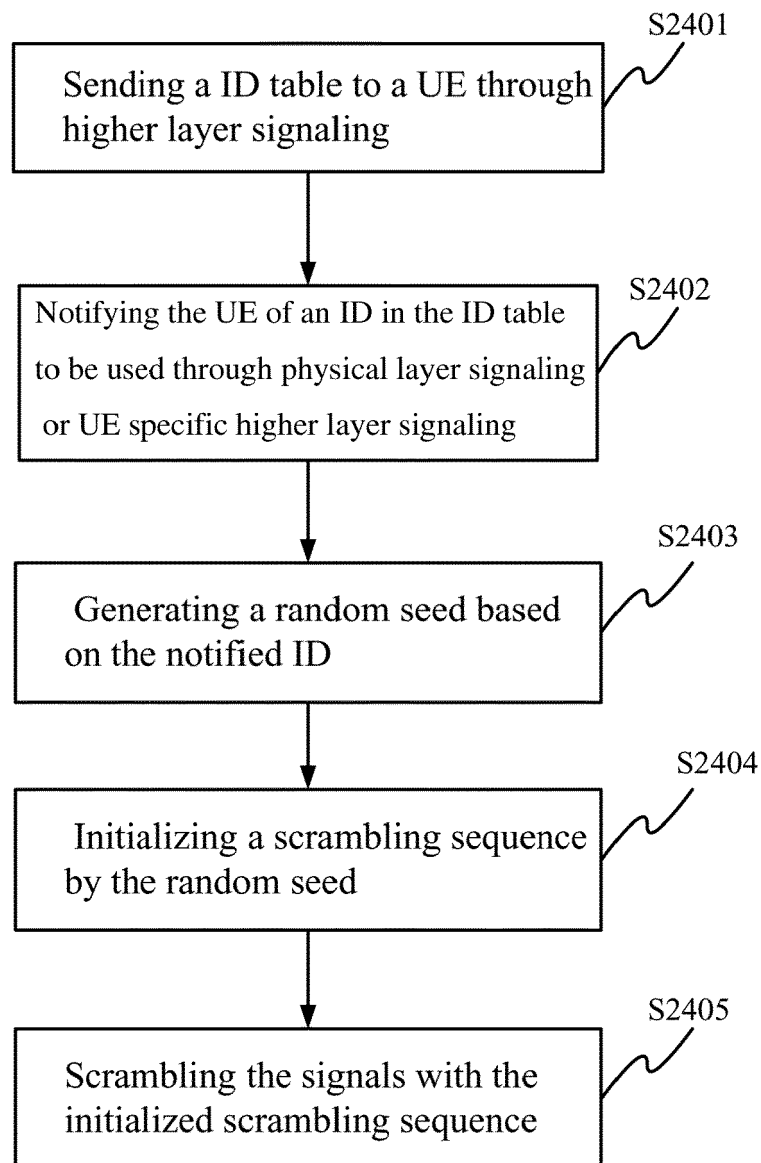 S2401
Sending a ID table to a UE through
higher layer signaling
S2402
Notifying the UE of an ID in the ID table
to be used through physical layer signaling
or UE specific higher layer signaling
S2403
Generating a random seed based
on the notified ID
S2404
Initializing a scrambling sequence
by the random seed
S2405
Scrambling the signals with the
initialized scrambling sequence